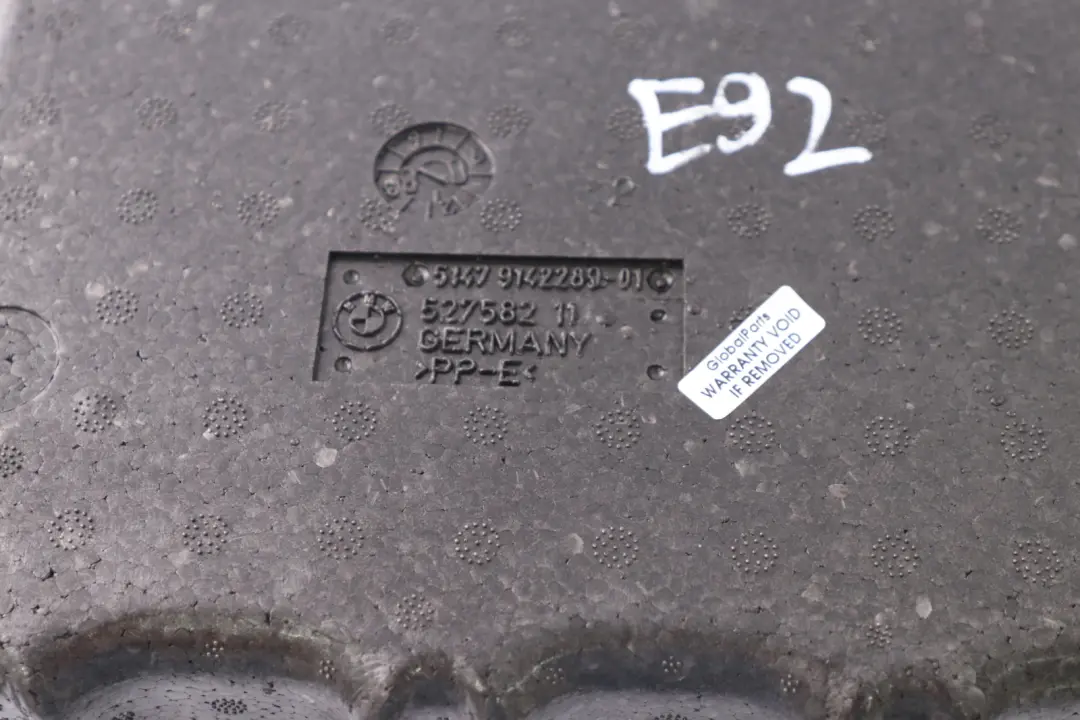 E92
5147 9142289-01
527582 11
GERMANY
>PP-E<
GlobalParts
WARRANTY VOID
IF REMOVED